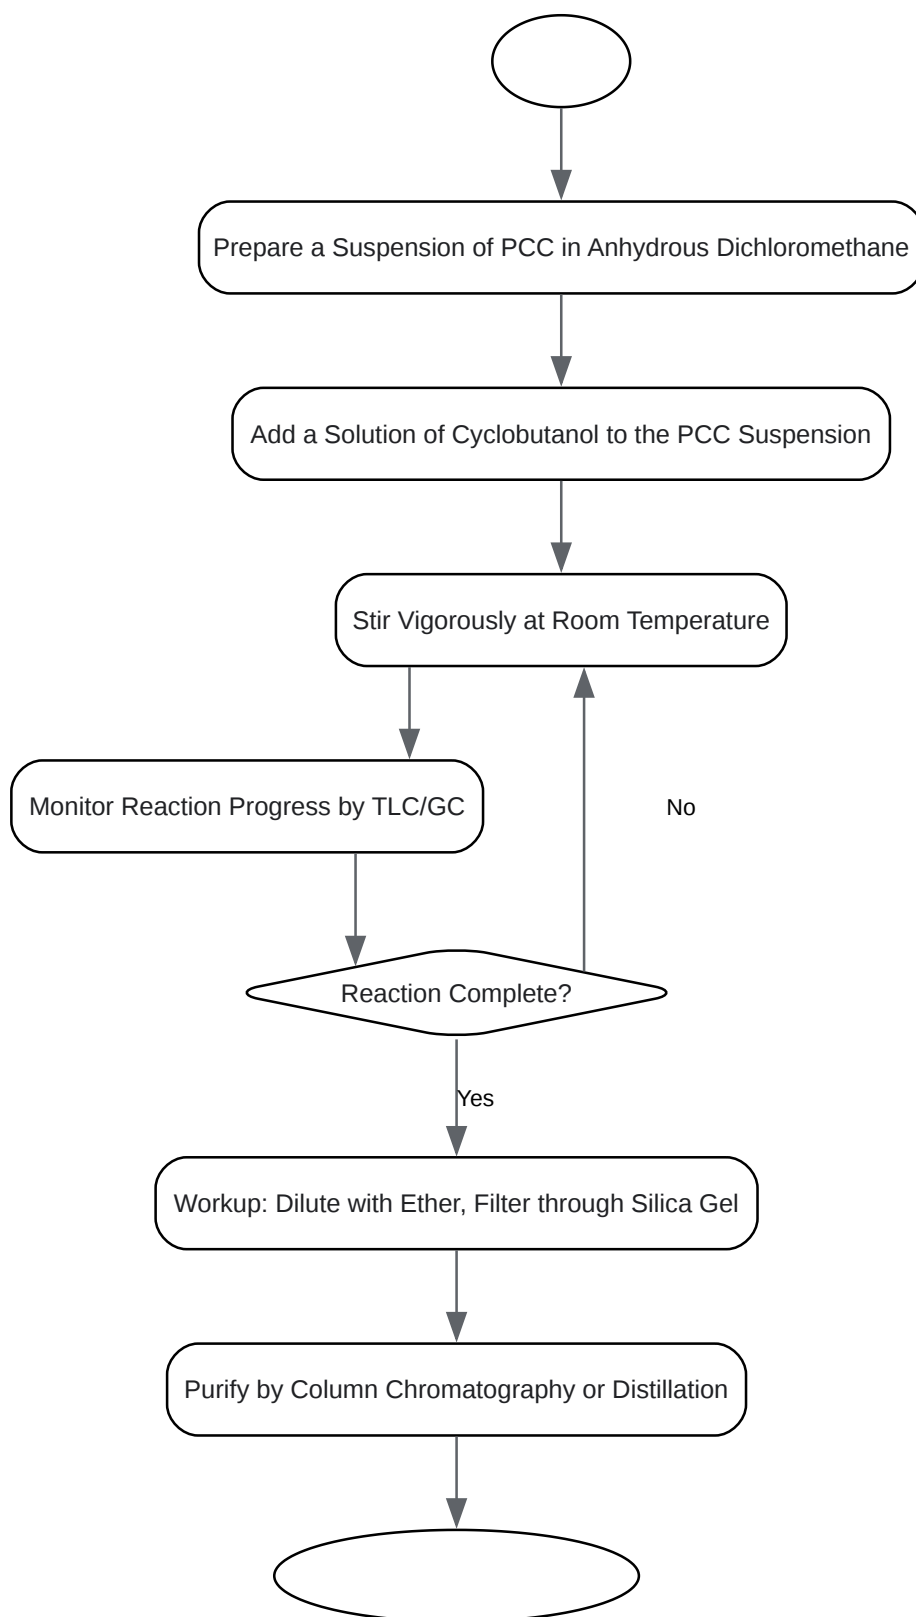 Prepare a Suspension of PCC in Anhydrous Dichloromethane
Add a Solution of Cyclobutanol to the PCC Suspension
Stir Vigorously at Room Temperature
Monitor Reaction Progress by TLC/GC
No
Reaction Complete?
Yes
Workup: Dilute with Ether, Filter through Silica Gel
Purify by Column Chromatography or Distillation